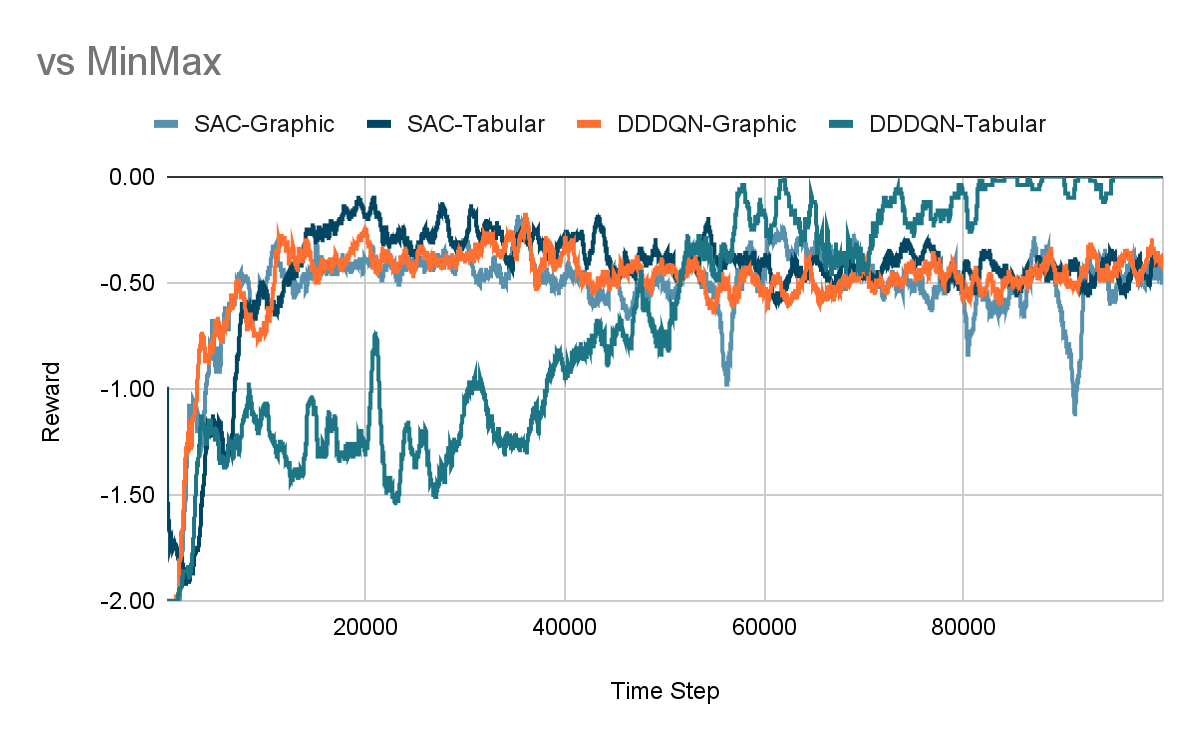 vs MinMax
SAC-Graphic SAC-Tabular DDDQN-Graphic DDDQN-Tabular
0.00
-0.50
-1.00
-1.50
-2.00
Reward
20000 40000 60000 80000
Time Step